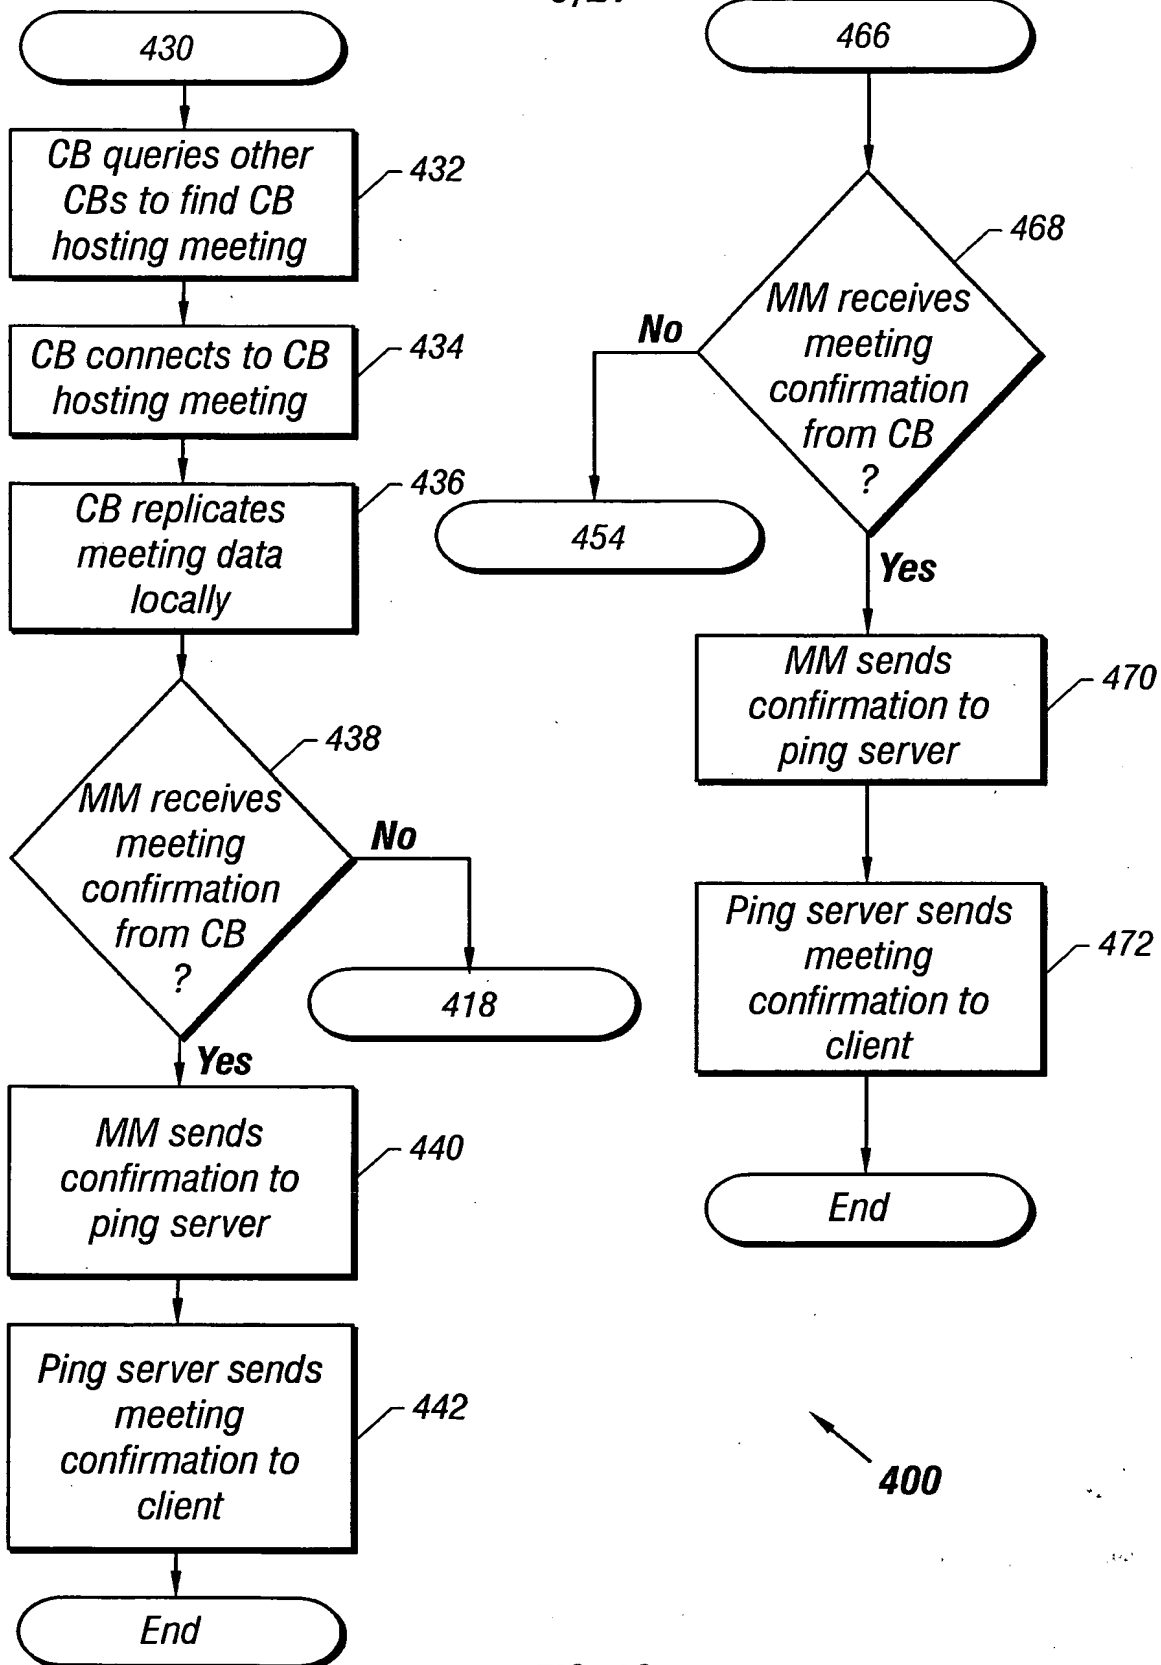 430
CB queries other
CBs to find CB
hosting meeting
432
CB connects to CB
hosting meeting
434
CB replicates
meeting data
locally
436
MM receives
meeting
confirmation
from CB
?
438
No
418
Yes
MM sends
confirmation to
ping server
440
Ping server sends
meeting
confirmation to
client
442
End
466
MM receives
meeting
confirmation
from CB
?
468
No
454
Yes
MM sends
confirmation to
ping server
470
Ping server sends
meeting
confirmation to
client
472
End
400